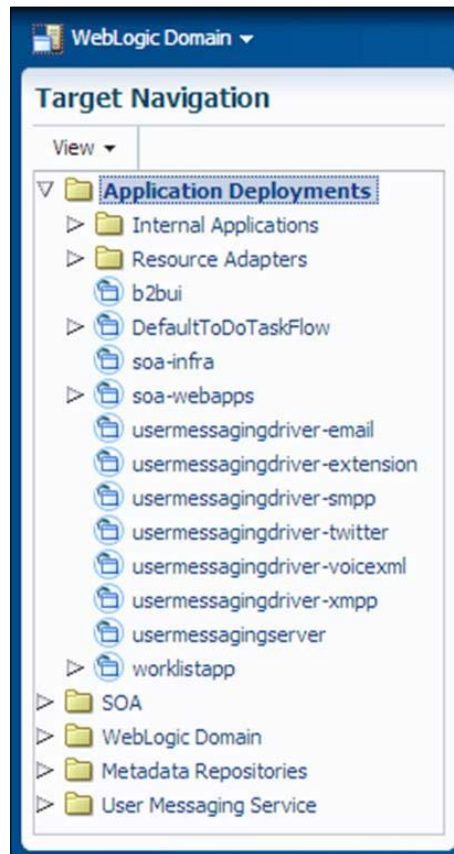 WebLogic Domain
Target Navigation
View
Application Deployments
Internal Applications
Resource Adapters
b2bui
DefaultToDoTaskFlow
soa-infra
soa-webapps
usermessagingdriver-email
usermessagingdriver-extension
usermessagingdriver-smpp
usermessagingdriver-twitter
usermessagingdriver-voicexml
usermessagingdriver-xmpp
usermessagingserver
worklistapp
SOA
WebLogic Domain
Metadata Repositories
User Messaging Service